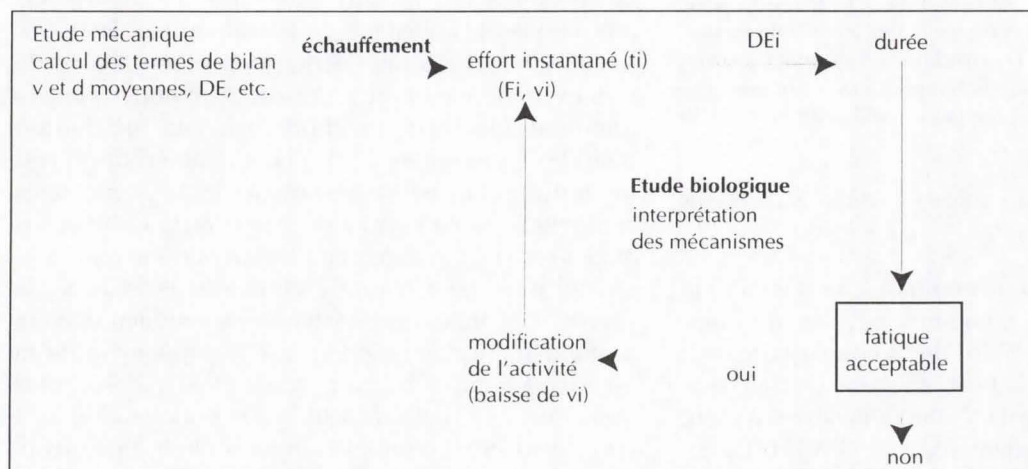 Etude mécanique
calcul des termes de bilan
v et d moyennes, DE, etc.
échauffement
effort instantané (ti)
(Fi, vi)
DEi
durée
Etude biologique
interprétation
des mécanismes
modification
de l'activité
(baisse de vi)
oui
fatique
acceptable
non